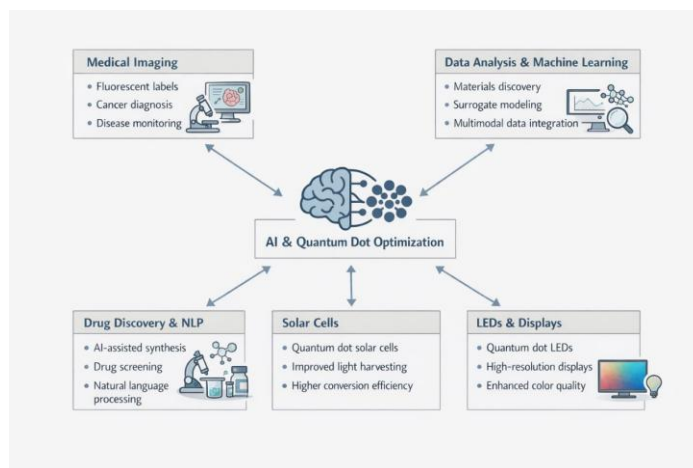 Medical Imaging
• Fluorescent labels
• Cancer diagnosis
• Disease monitoring
Data Analysis & Machine Learning
• Materials discovery
• Surrogate modeling
• Multimodal data integration
AI & Quantum Dot Optimization
Drug Discovery & NLP
• AI-assisted synthesis
• Drug screening
• Natural language
processing
Solar Cells
• Quantum dot solar cells
• Improved light harvesting
• Higher conversion efficiency
LEDs & Displays
• Quantum dot LEDs
• High-resolution displays
• Enhanced color quality